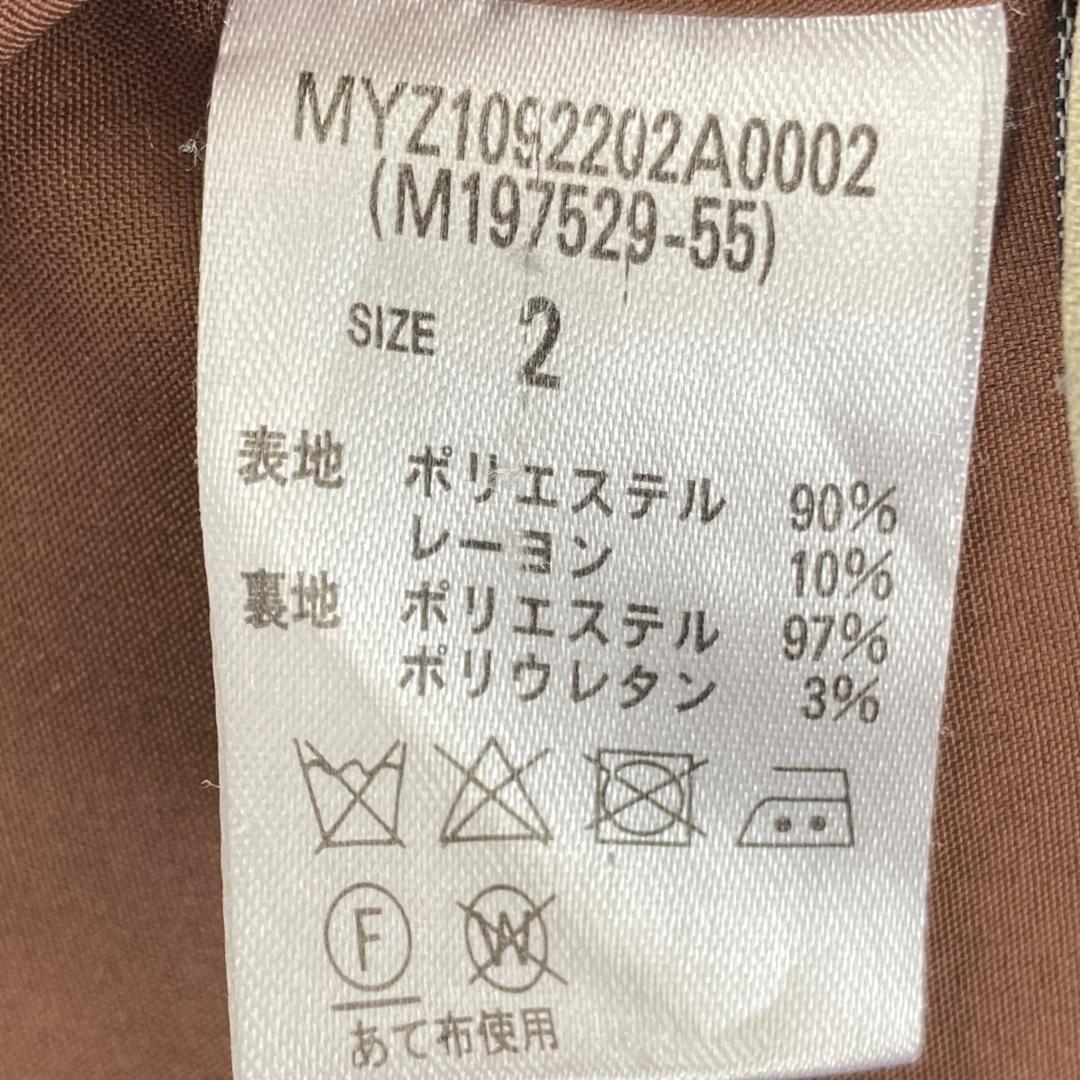 MYZ1092202A0002
(M197529-55)
SIZE 2
表地 ポリエステル 90%
レーヨン 10%
裏地 ポリエステル 97%
ポリウレタン 3%
F W
あて布使用